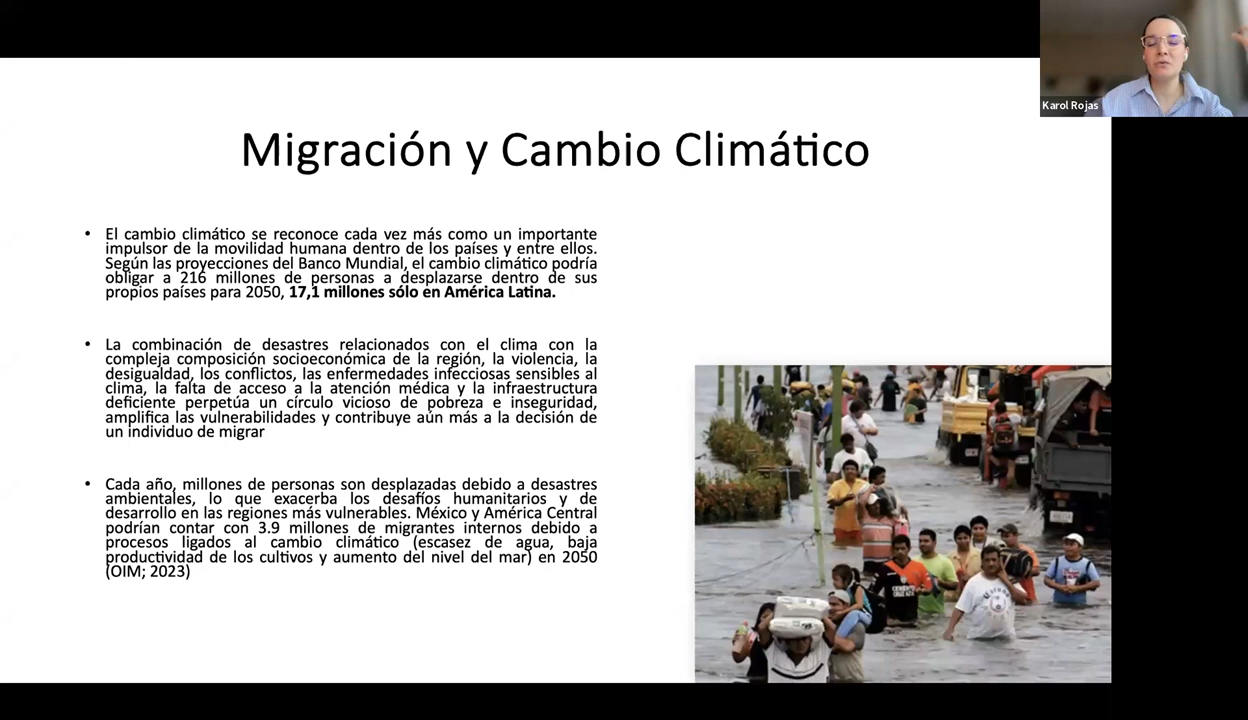 Karol Rojas
Migración y Cambio Climático
• El cambio climático se reconoce cada vez más como un importante
impulsor de la movilidad humana dentro de los países y entre ellos.
Según las proyecciones del Banco Mundial, el cambio climático podría
obligar a 216 millones de personas a desplazarse dentro de sus
propios países para 2050, 17,1 millones sólo en América Latina.
• La combinación de desastres relacionados con el clima con la
compleja composición socioeconómica de la región, la violencia, la
desigualdad, los conflictos, las enfermedades infecciosas sensibles al
clima, la falta de acceso a la atención médica y la infraestructura
deficiente perpetúa un círculo vicioso de pobreza e inseguridad,
amplifica las vulnerabilidades y contribuye aún más a la decisión de
un individuo de migrar
• Cada año, millones de personas son desplazadas debido a desastres
ambientales, lo que exacerba los desafíos humanitarios y de
desarrollo en las regiones más vulnerables. México y América Central
podrían contar con 3.9 millones de migrantes internos debido a
procesos ligados al cambio climático (escasez de agua, baja
productividad de los cultivos y aumento del nivel del mar) en 2050
(OIM; 2023)